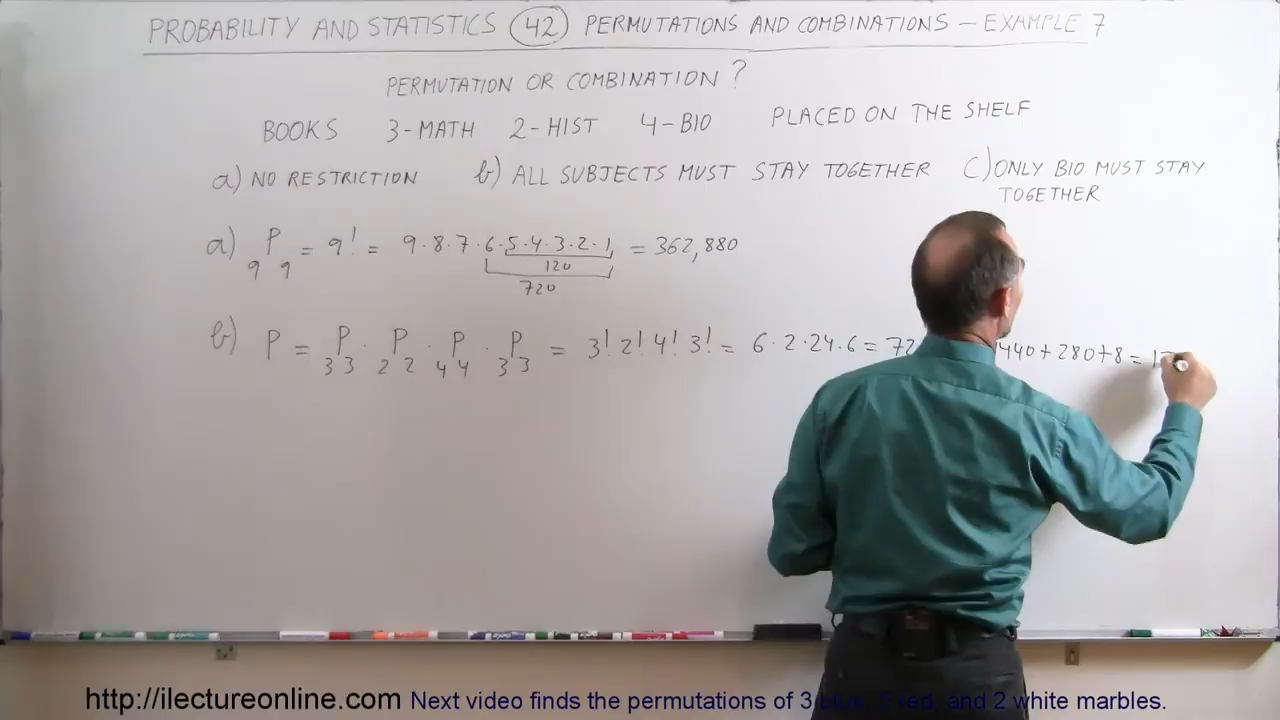 PROBABILITY AND STATISTICS 42 PERMUTATIONS AND COMBINATIONS – EXAMPLE 7
PERMUTATION OR COMBINATION ?
BOOKS 3-MATH 2-HIST 4-BIO PLACED ON THE SHELF
a) NO RESTRICTION b) ALL SUBJECTS MUST STAY TOGETHER C) ONLY BIO MUST STAY
TOGETHER
a) 9P9 = 9! = 9·8·7·6·5·4·3·2·1 = 362,880
120
720
b) P = 3P3 · 2P2 · 4P4 · 3P3 = 3! 2! 4! 3! = 6·2·24·6 = 72 440+280+8 = 17
http://ilectureonline.com Next video finds the permutations of 3 blue, 5 red, and 2 white marbles.